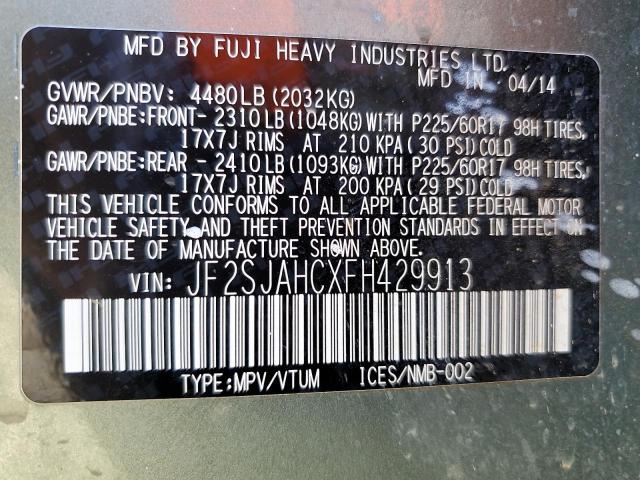 MFD BY FUJI HEAVY INDUSTRIES LTD.
MFD IN 04/14
GVWR/PNBV: 4480LB (2032KG)
GAWR/PNBE:FRONT- 2310LB (1048KG) WITH P225/60R17 98H TIRES,
17X7J RIMS AT 210 KPA (30 PSI) COLD
GAWR/PNBE:REAR - 2410LB (1093KG) WITH P225/60R17 98H TIRES,
17X7J RIMS AT 200 KPA (29 PSI) COLD
THIS VEHICLE CONFORMS TO ALL APPLICABLE FEDERAL MOTOR
VEHICLE SAFETY AND THEFT PREVENTION STANDARDS IN EFFECT ON
THE DATE OF MANUFACTURE SHOWN ABOVE.
VIN: JF2SJAHCXFH429913
TYPE:MPV/VTUM ICES/NMB-002